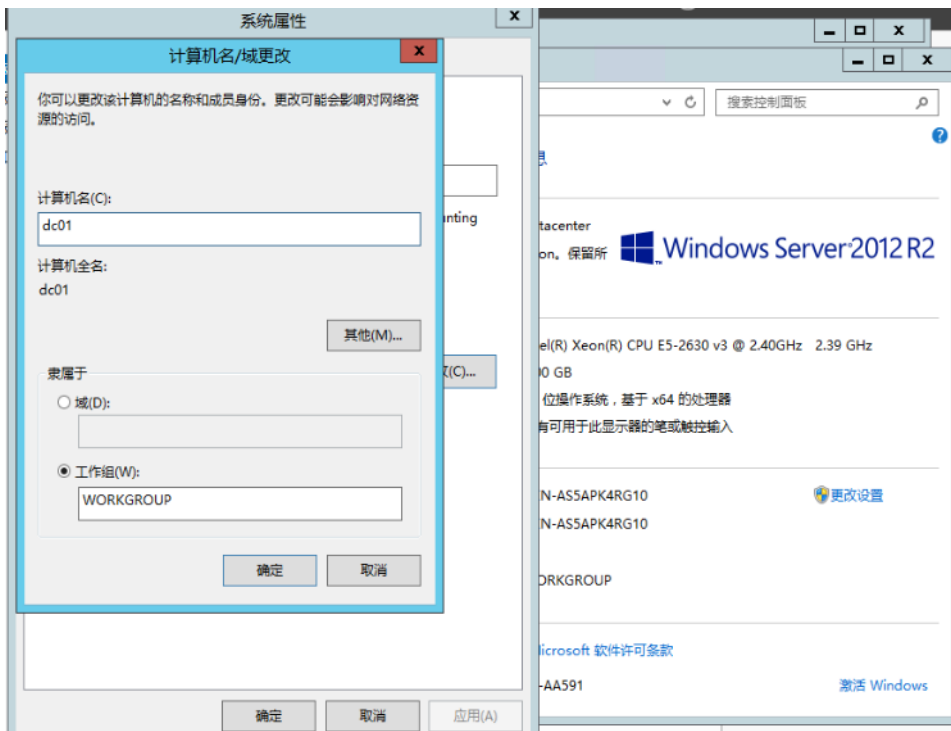 系统属性
计算机名/域更改
你可以更改该计算机的名称和成员身份。更改可能会影响对网络资
源的访问。
计算机名(C):
dc01
计算机全名:
dc01
其他(M)...
隶属于
域(D):
工作组(W):
WORKGROUP
确定
取消
(C)...
确定
取消
应用(A)
搜索控制面板
on。保留所
Windows Server 2012 R2
el(R) Xeon(R) CPU E5-2630 v3 @ 2.40GHz 2.39 GHz
GB
位操作系统，基于 x64 的处理器
有可用于此显示器的笔或触控输入
N-AS5APK4RG10
更改设置
N-AS5APK4RG10
ORKGROUP
icrosoft 软件许可条款
-AA591
激活 Windows